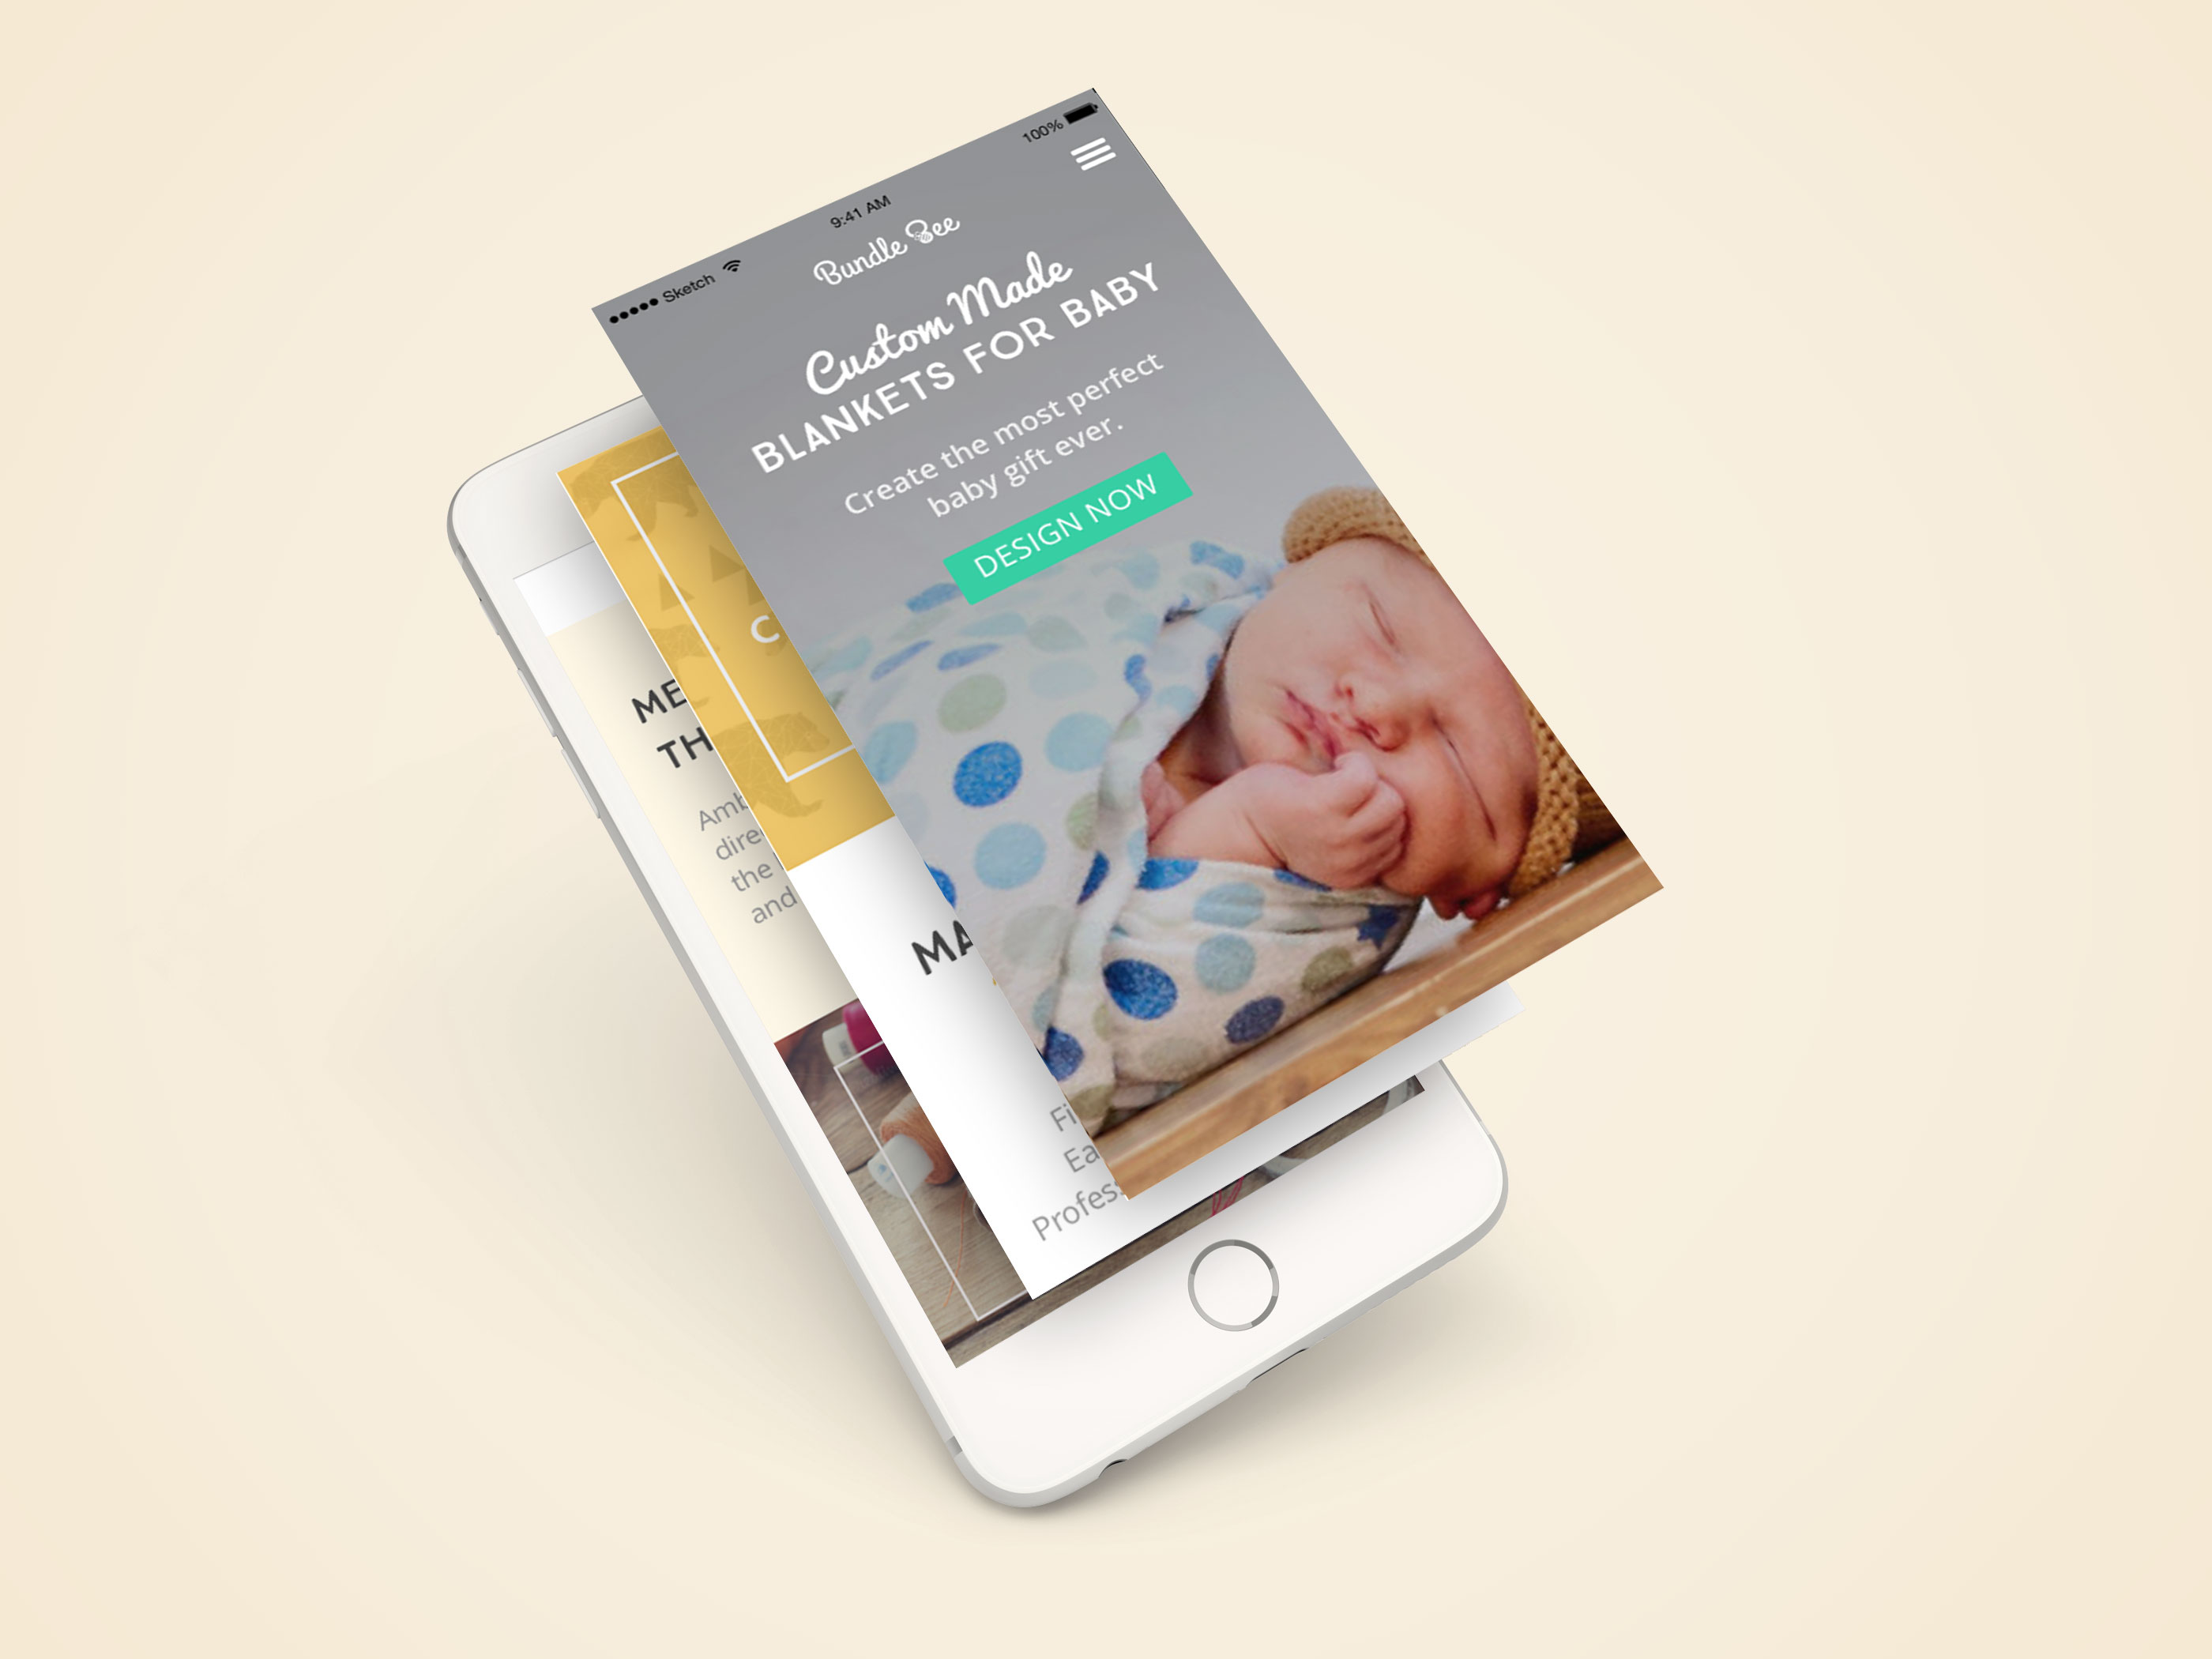 Sketch
9:41 AM
100%
Bundle Bee
Custom Made
BLANKETS FOR BABY
Create the most perfect
baby gift ever.
DESIGN NOW
C
MA
Fi
Ea
Profes
ME
TH
Amb
dire
the
and